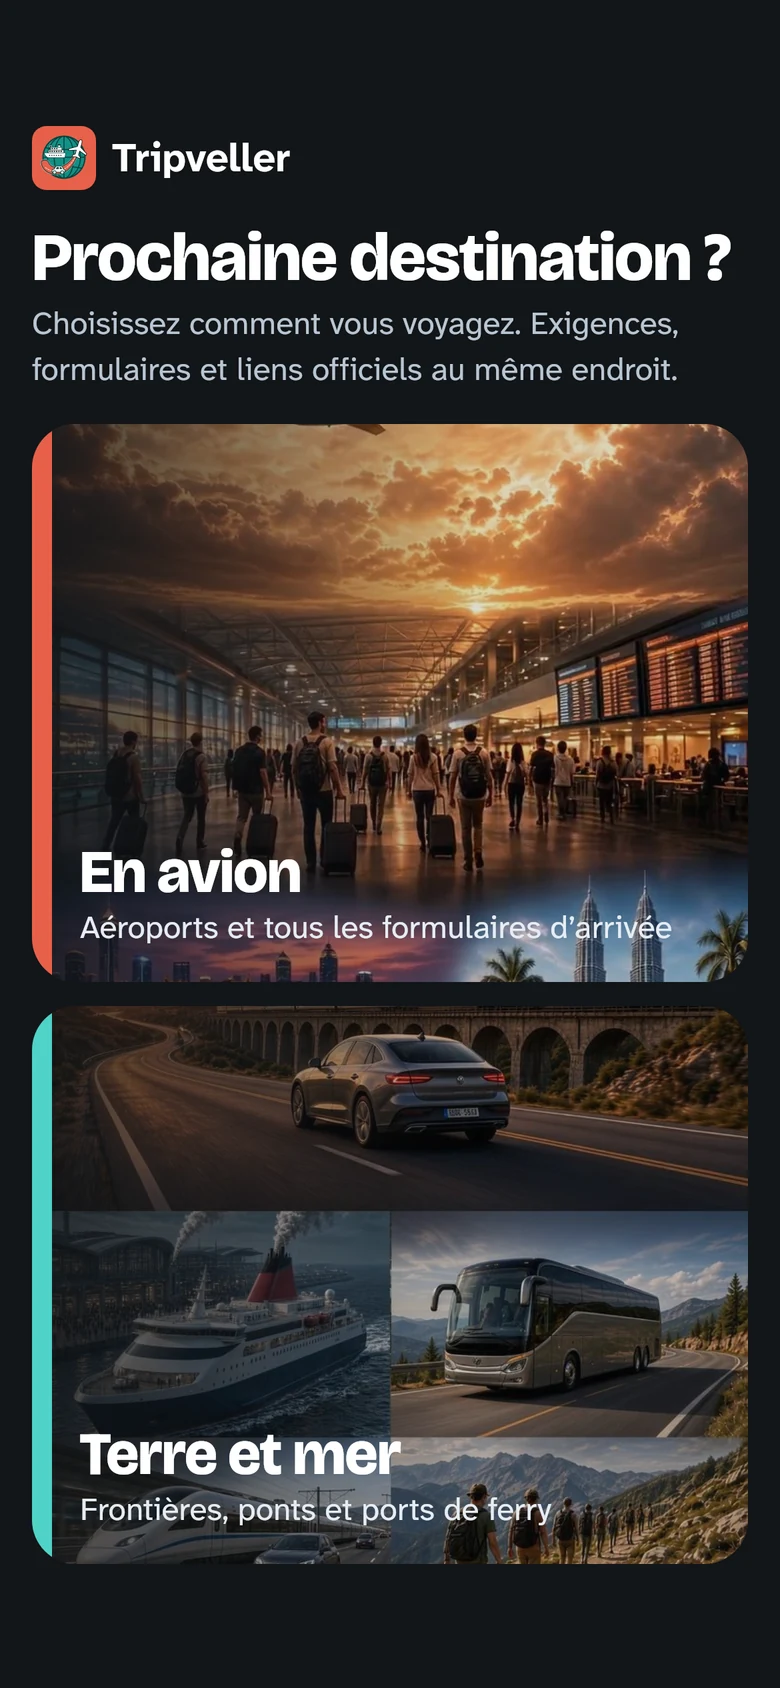 Tripveller
Prochaine destination ?
Choisissez comment vous voyagez. Exigences,
formulaires et liens officiels au même endroit.
En avion
Aéroports et tous les formulaires d’arrivée
Terre et mer
Frontières, ponts et ports de ferry